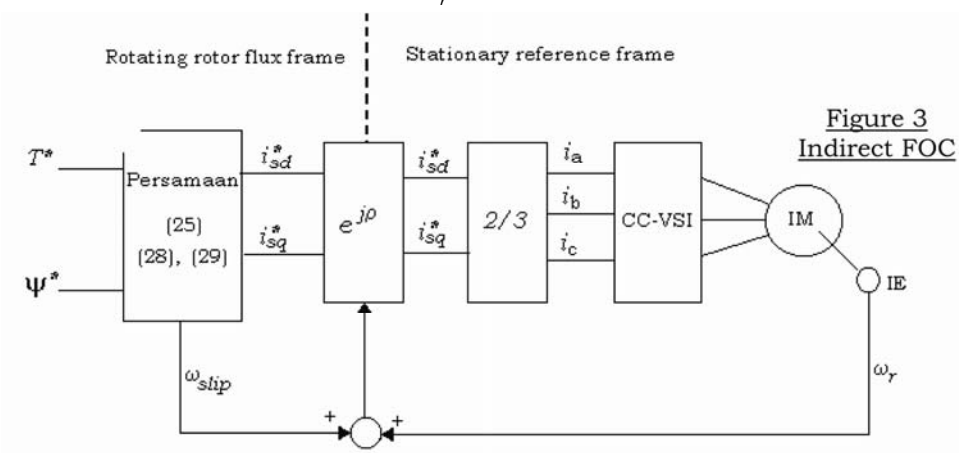 Rotating rotor flux frame
Stationary reference frame
Figure 3
Indirect FOC
T*
Ψ*
Persamaan
(25)
(28), (29)
i*sd
i*sq
e^jρ
i*sd
i*sq
2/3
ia
ib
ic
CC-VSI
IM
IE
ωslip
ωr
+
+